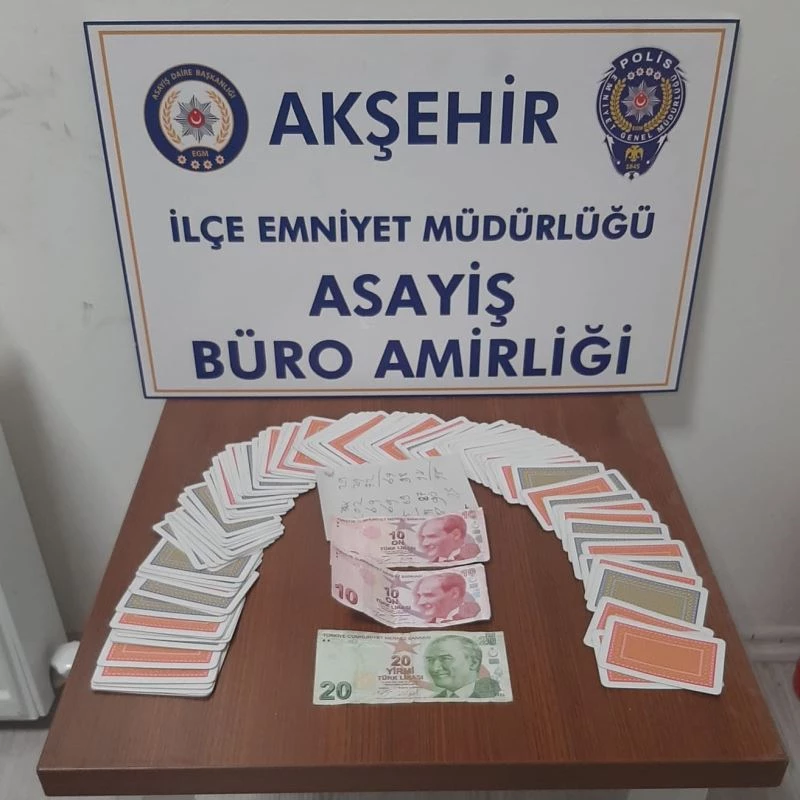 ASAYİŞ DAİRE BAŞKANLIĞI
EGM
AKŞEHİR
POLİS
EMNİYET GENEL MÜDÜRLÜĞÜ
EGM
1845
İLÇE EMNİYET MÜDÜRLÜĞÜ
ASAYİŞ
BÜRO AMİRLİĞİ
10
10
ON
TÜRK LİRASI
10
10
10
ON
TÜRK LİRASI
TÜRKİYE CUMHURİYET MERKEZ BANKASI
20
YİRMİ
TÜRK LİRASI
20